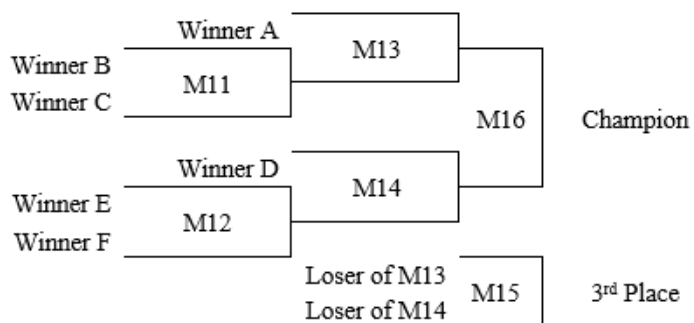 Winner A
M13
Winner B
M11
Winner C
M16
Champion
Winner D
M14
Winner E
M12
Winner F
Loser of M13
M15
3rd Place
Loser of M14